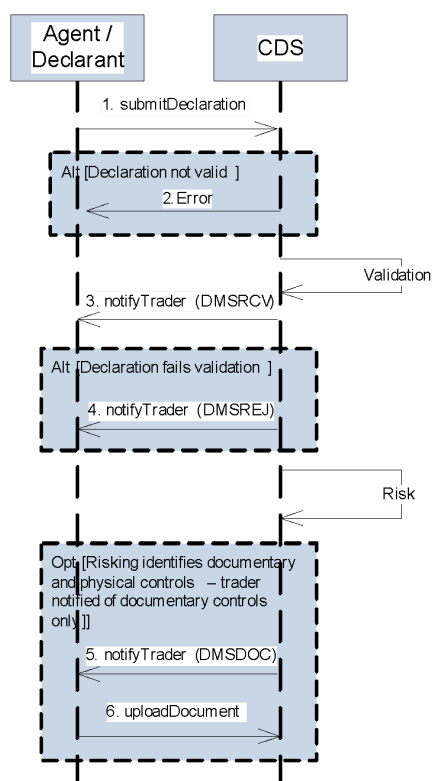 Agent /
Declarant
CDS
1. submitDeclaration
Alt [Declaration not valid ]
2.Error
Validation
3. notifyTrader (DMSRCV)
Alt [Declaration fails validation ]
4. notifyTrader (DMSREJ)
Risk
Opt [Risking identifies documentary
and physical controls – trader
notified of documentary controls
only]]
5. notifyTrader (DMSDOC)
6. uploadDocument